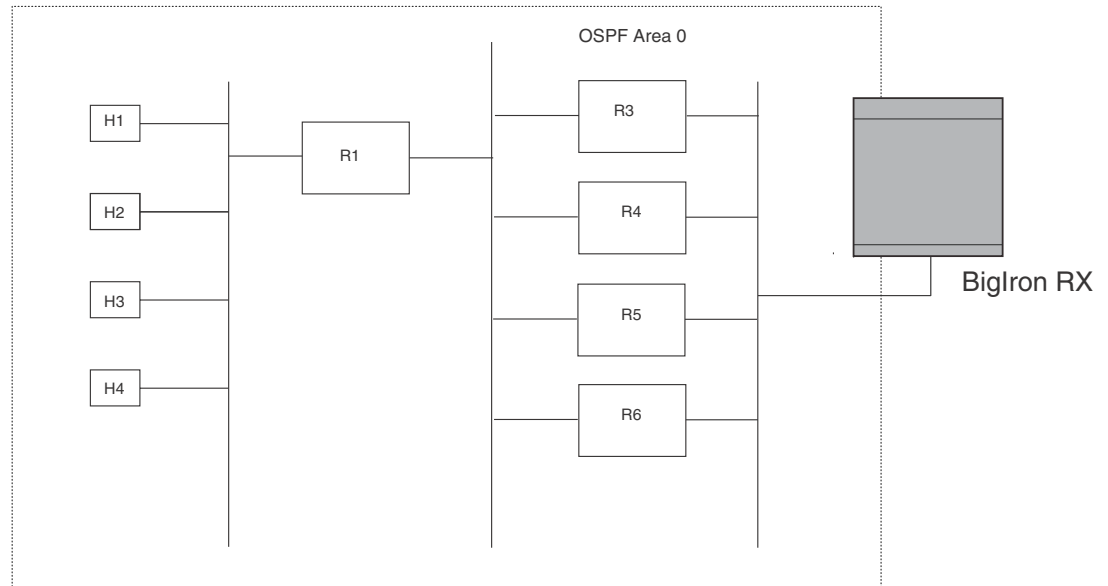 OSPF Area 0
H1
H2
H3
H4
R1
R3
R4
R5
R6
BigIron RX